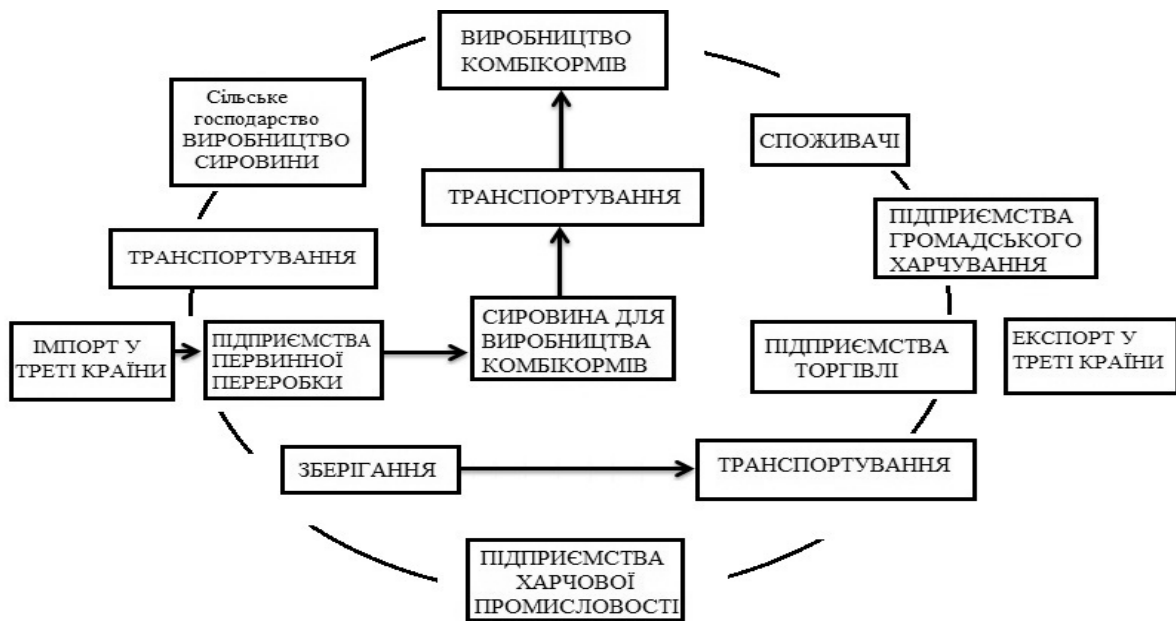 ВИРОБНИЦТВО
КОМБІКОРМІВ
Сільське
господарство
ВИРОБНИЦТВО
СИРОВИНИ
СПОЖИВАЧІ
ТРАНСПОРТУВАННЯ
ПІДПРИЄМСТВА
ГРОМАДСЬКОГО
ХАРЧУВАННЯ
ТРАНСПОРТУВАННЯ
ІМПОРТ У
ТРЕТІ КРАЇНИ
ПІДПРИЄМСТВА
ПЕРВИННОЇ
ПЕРЕРОБКИ
СИРОВИНА ДЛЯ
ВИРОБНИЦТВА
КОМБІКОРМІВ
ПІДПРИЄМСТВА
ТОРГІВЛІ
ЕКСПОРТ У
ТРЕТІ КРАЇНИ
ЗБЕРІГАННЯ
ТРАНСПОРТУВАННЯ
ПІДПРИЄМСТВА
ХАРЧОВОЇ
ПРОМИСЛОВОСТІ